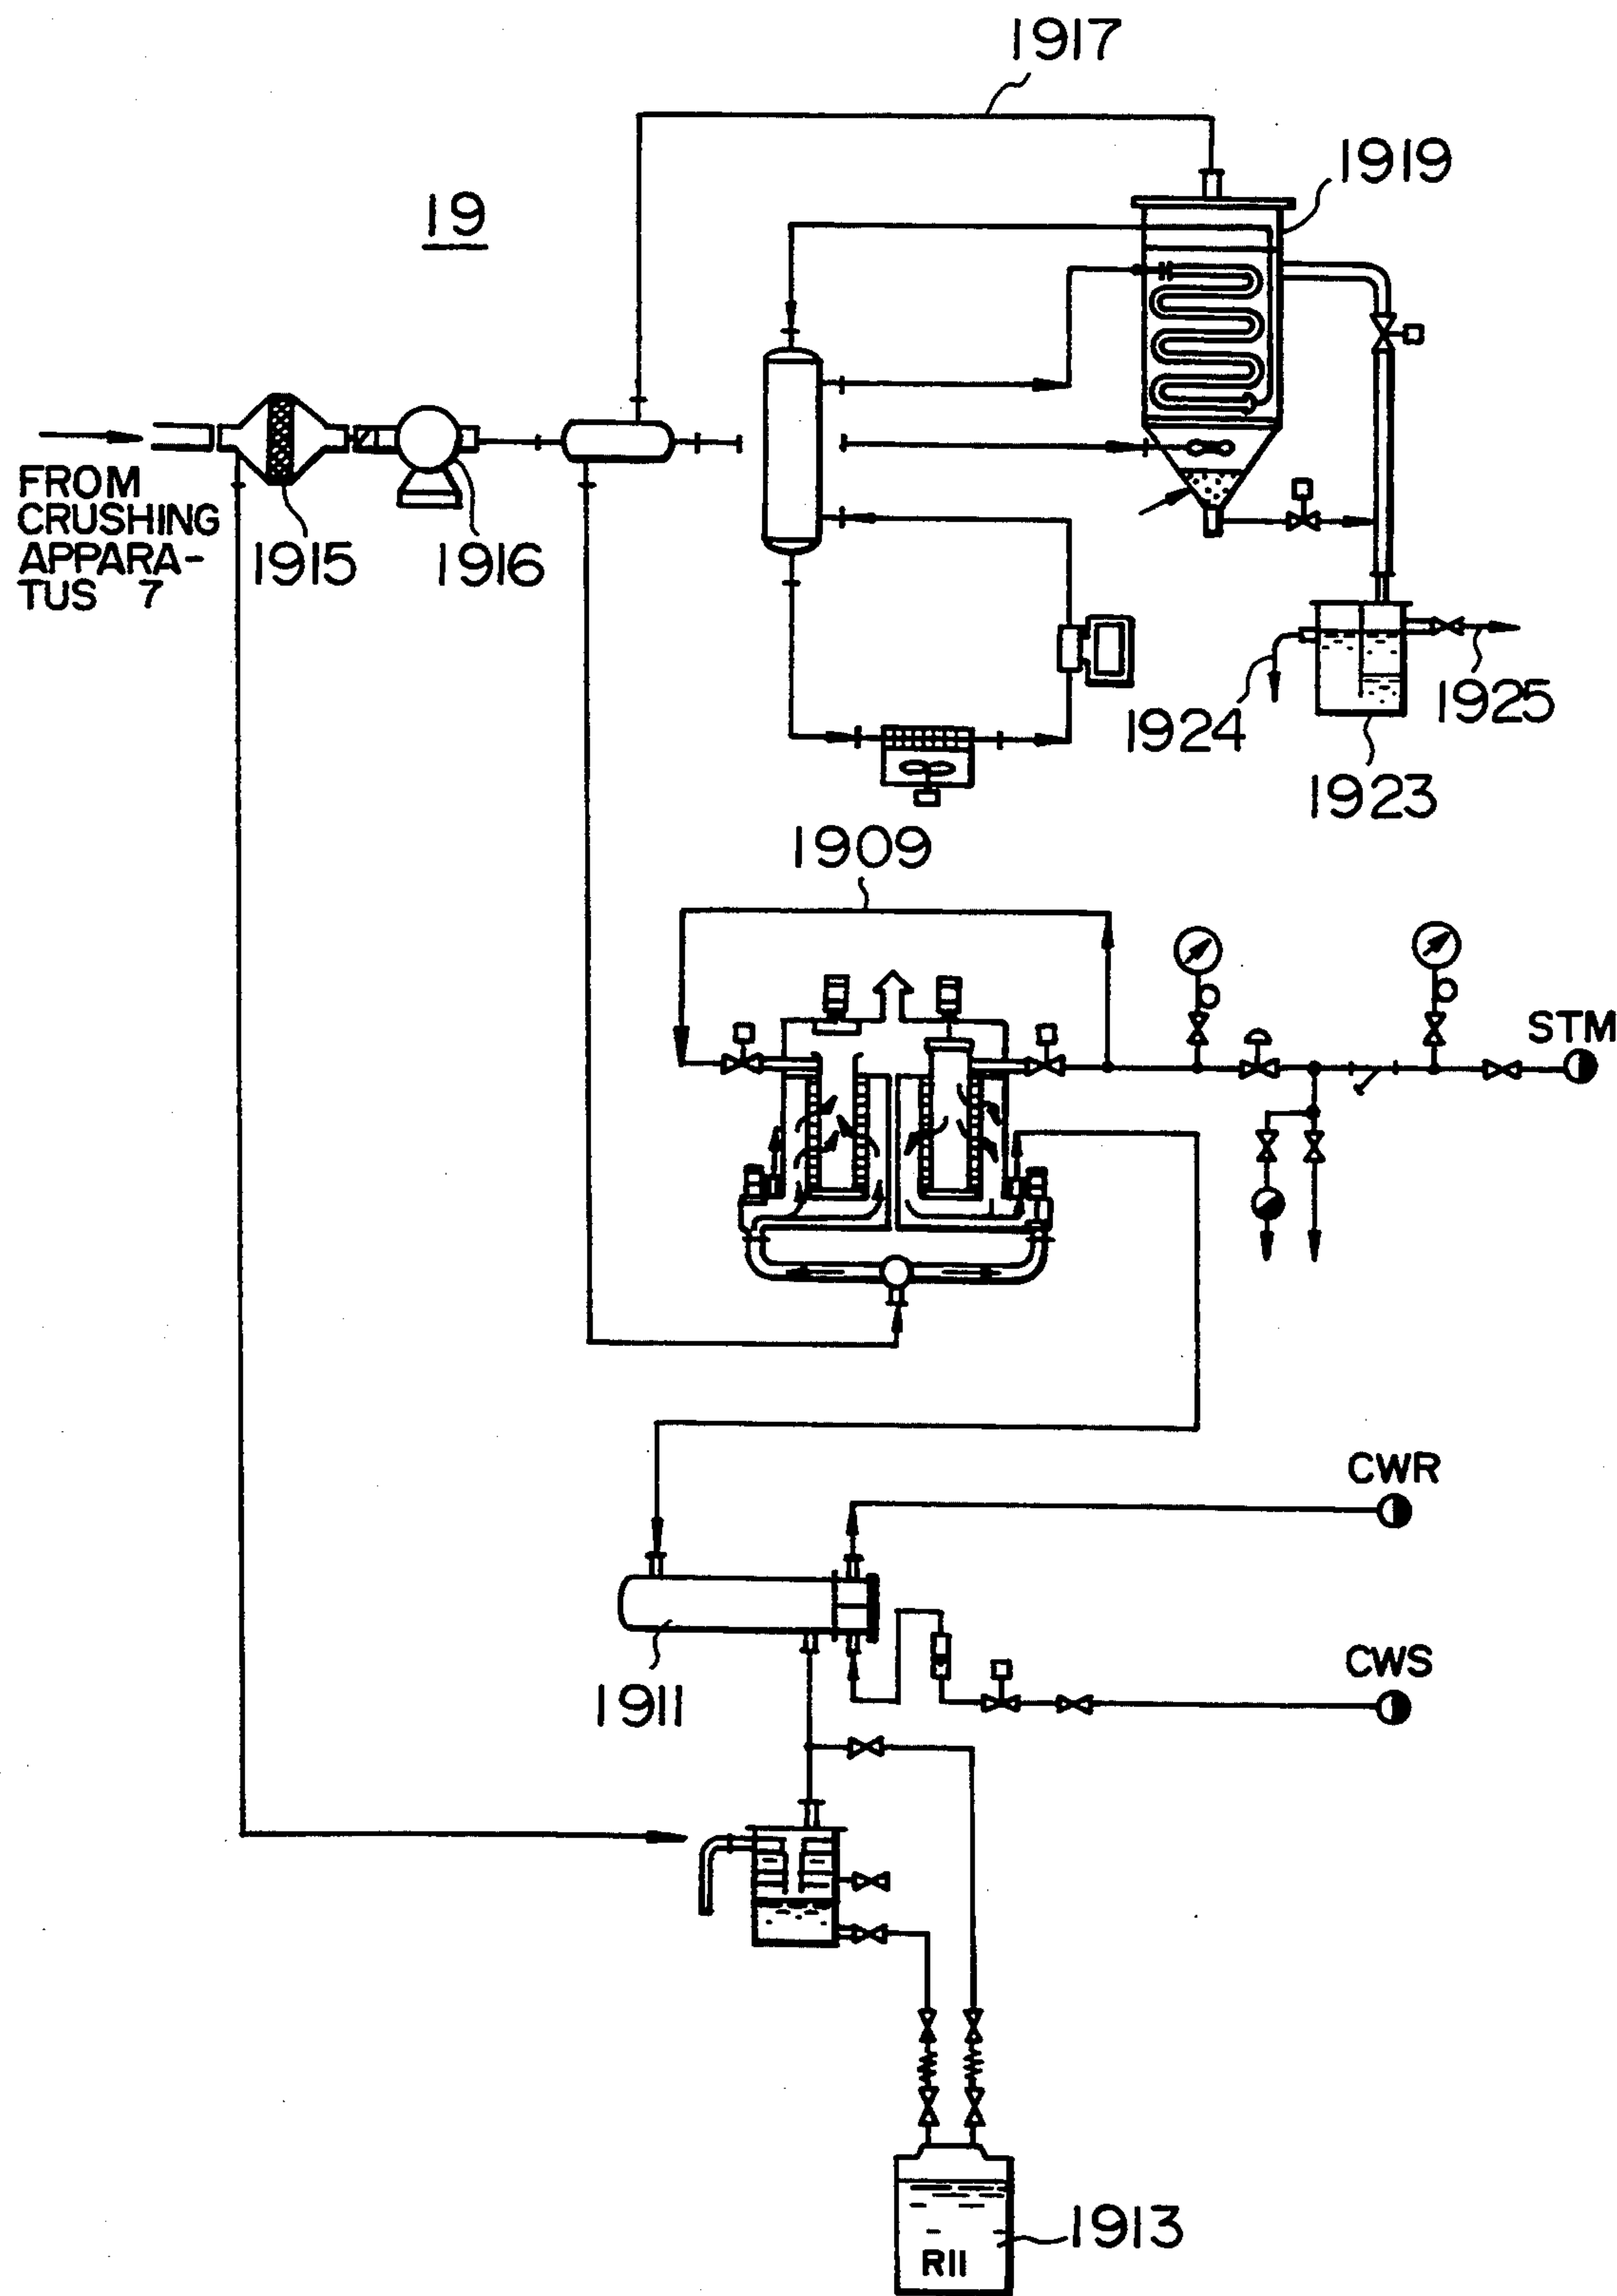 1917
1919
19
FROM
CRUSHING
APPARA-
TUS 7
1915
1916
1924
1925
1923
1909
STM
CWR
CWS
1911
1913
R11